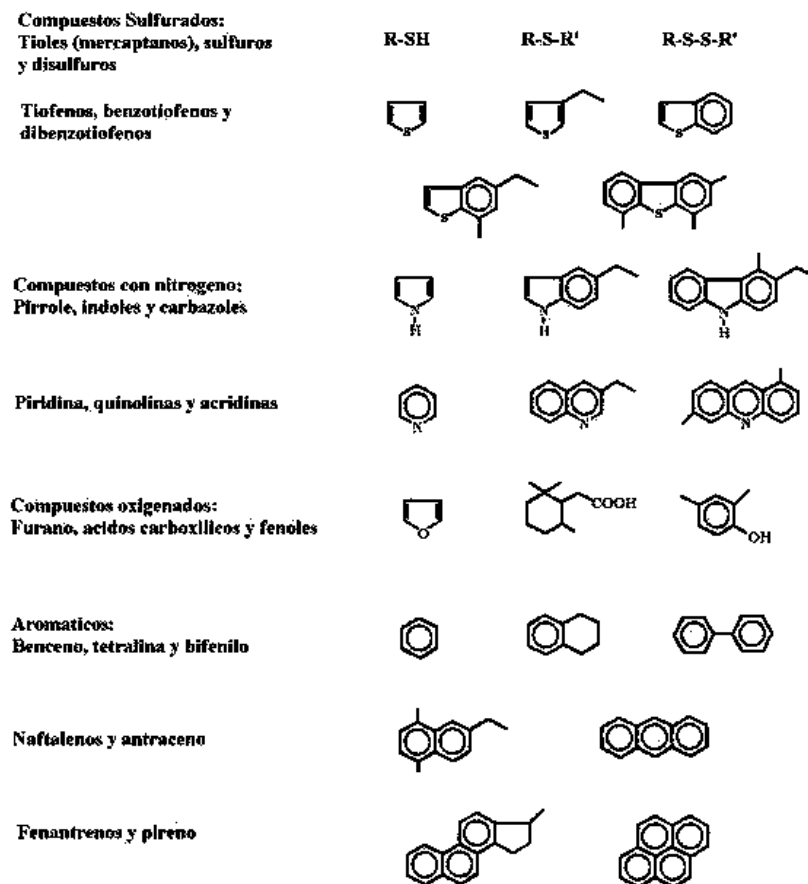 Compuestos Sulfurados:
Tioles (mercaptanos), sulfuros
y disulfuros
R-SH R-S-R' R-S-S-R'
Tiofenos, benzotiofenos y
dibenzotiofenos
S S S
S S
Compuestos con nitrogeno:
Pirrole, indoles y carbazoles
N N N
H H H
Piridina, quinolinas y acridinas
N N N
Compuestos oxigenados:
Furano, acidos carboxilicos y fenoles
O COOH OH
Aromaticos:
Benceno, tetralina y bifenilo
Naftalenos y antraceno
Fenantrenos y pireno